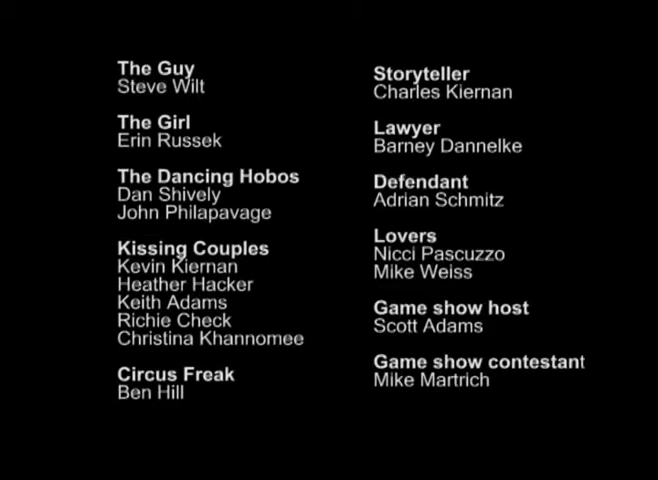 The Guy
Steve Wilt
The Girl
Erin Russek
The Dancing Hobos
Dan Shively
John Philapavage
Kissing Couples
Kevin Kiernan
Heather Hacker
Keith Adams
Richie Check
Christina Khannomee
Circus Freak
Ben Hill
Storyteller
Charles Kiernan
Lawyer
Barney Dannelke
Defendant
Adrian Schmitz
Lovers
Nicci Pascuzzo
Mike Weiss
Game show host
Scott Adams
Game show contestant
Mike Martrich